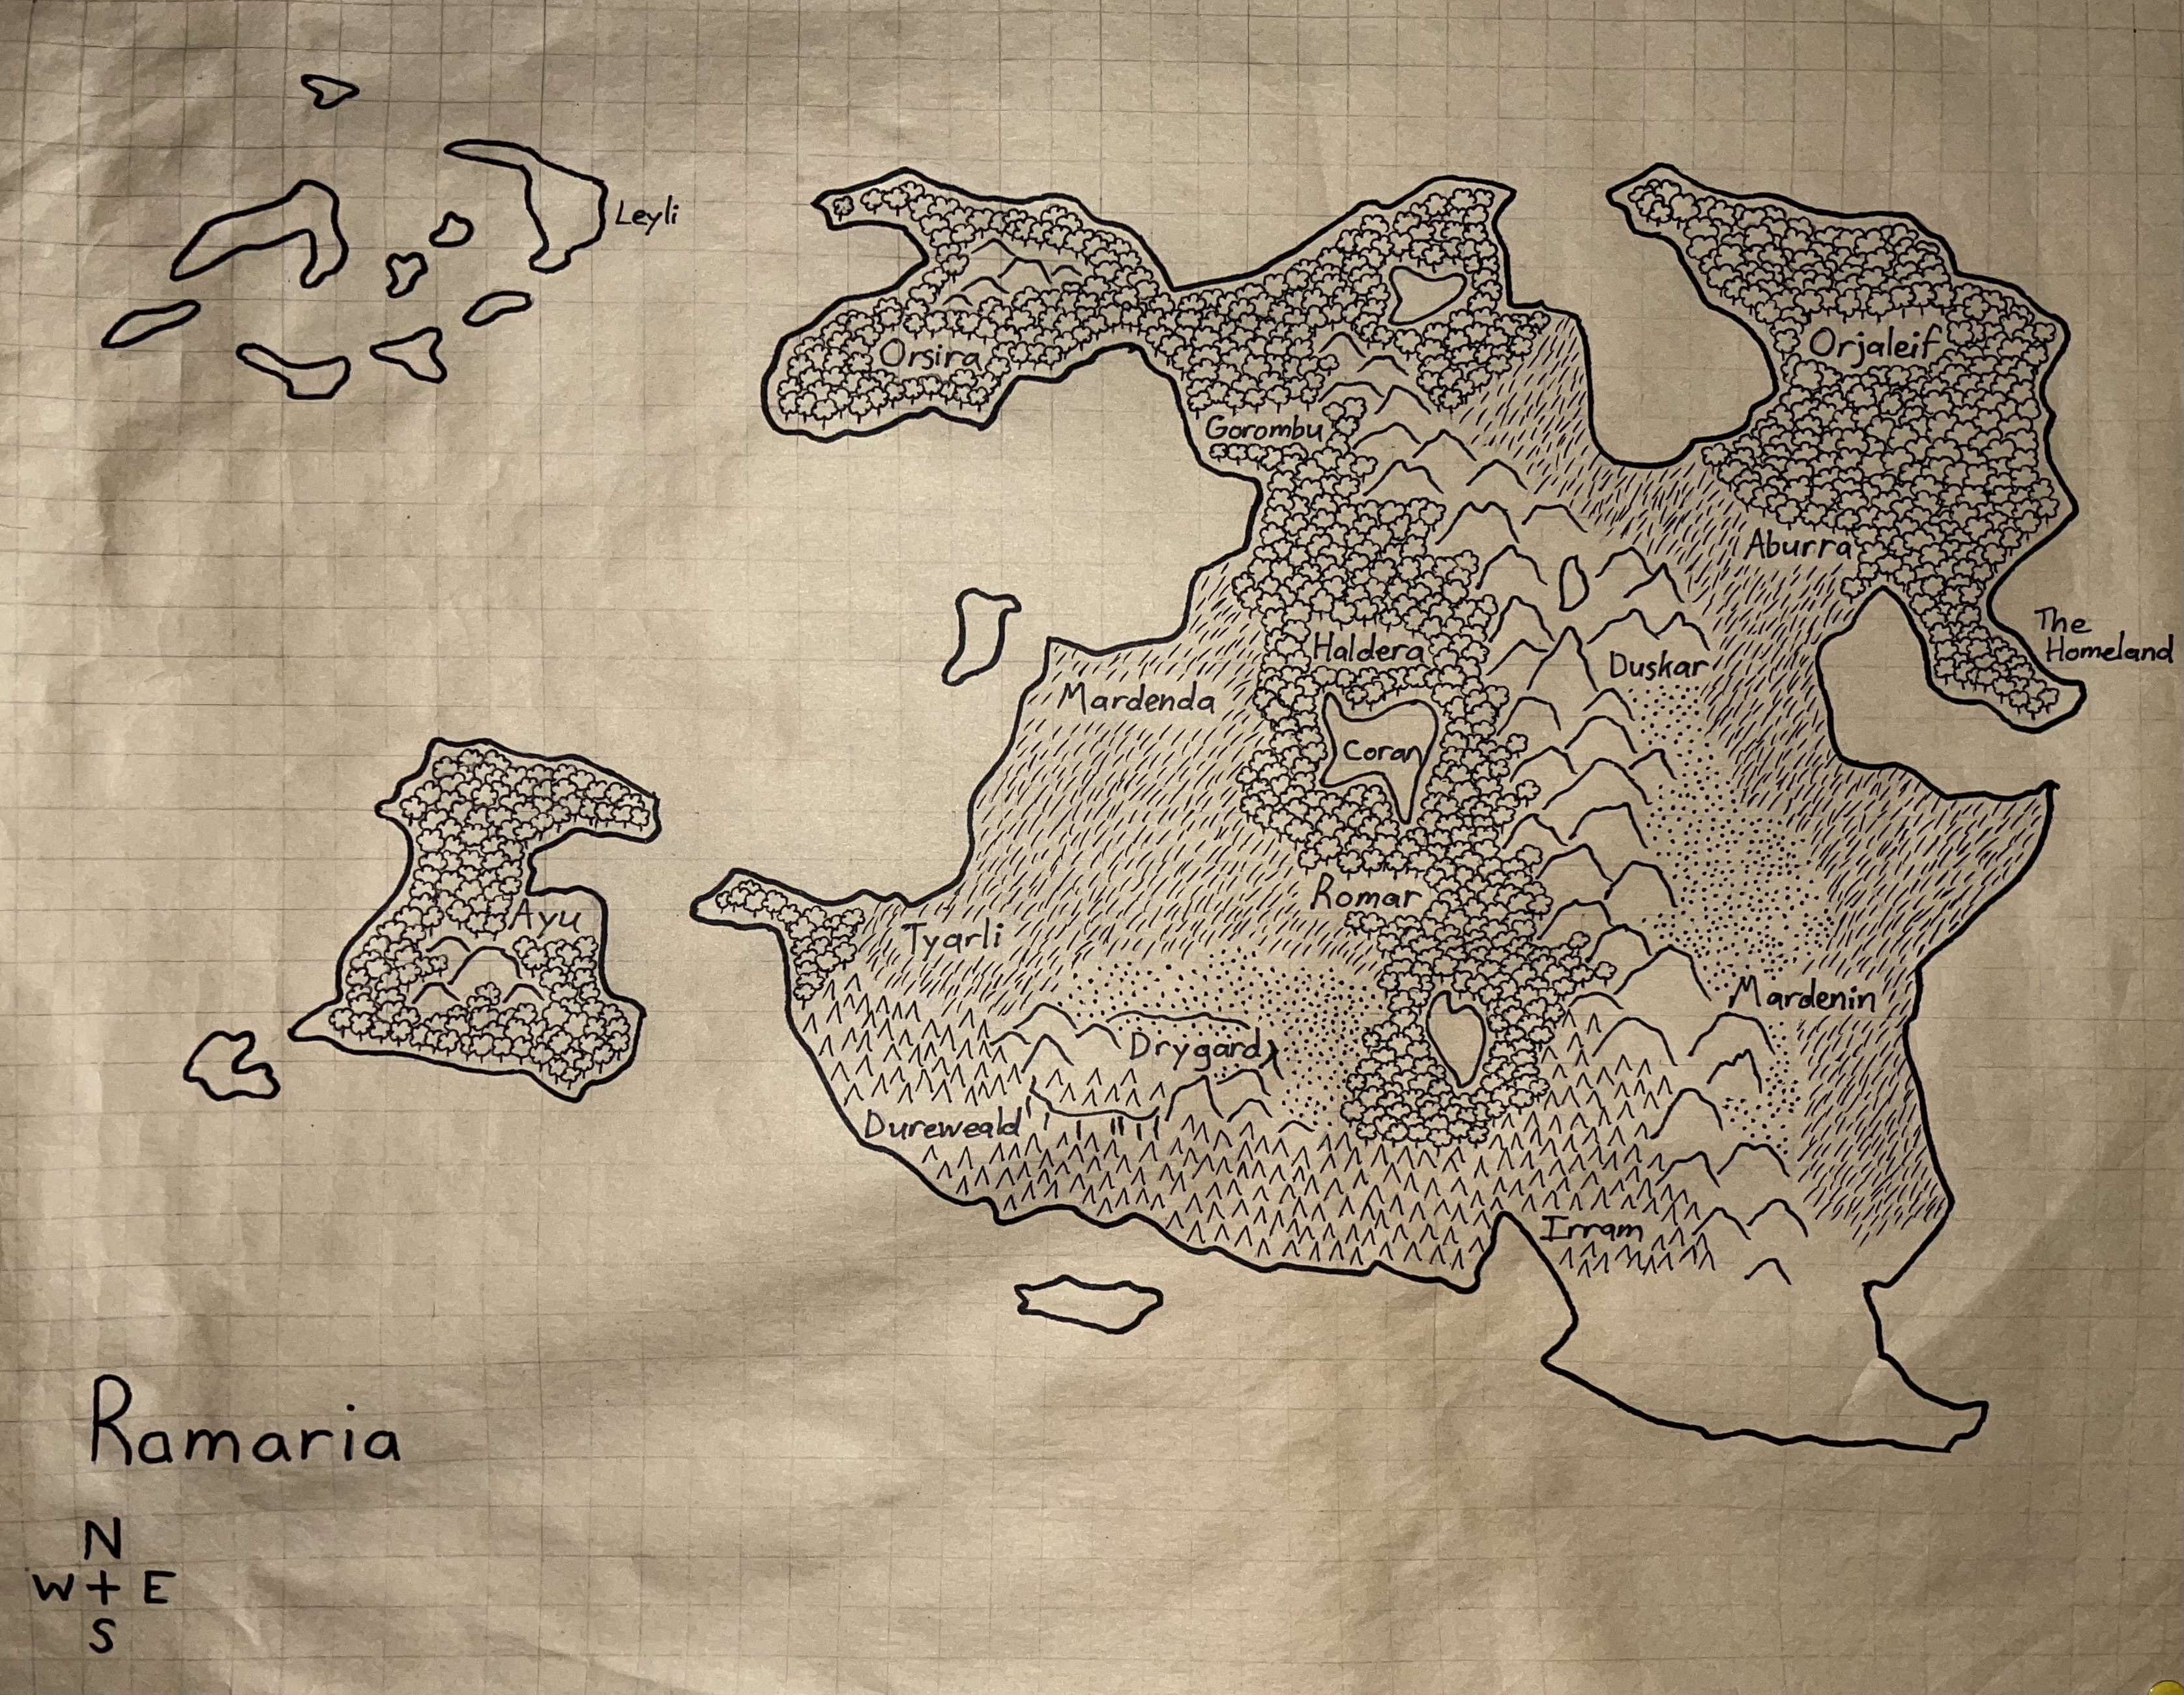 Leyli
Orsira
Orjaleif
Gorombu
Aburra
The
Homeland
Haldera
Duskar
Mardenda
Coran
Romar
Ayu
Tyarli
Mardenin
Drygard
Dureweald
Irram
Ramaria
N
W + E
S